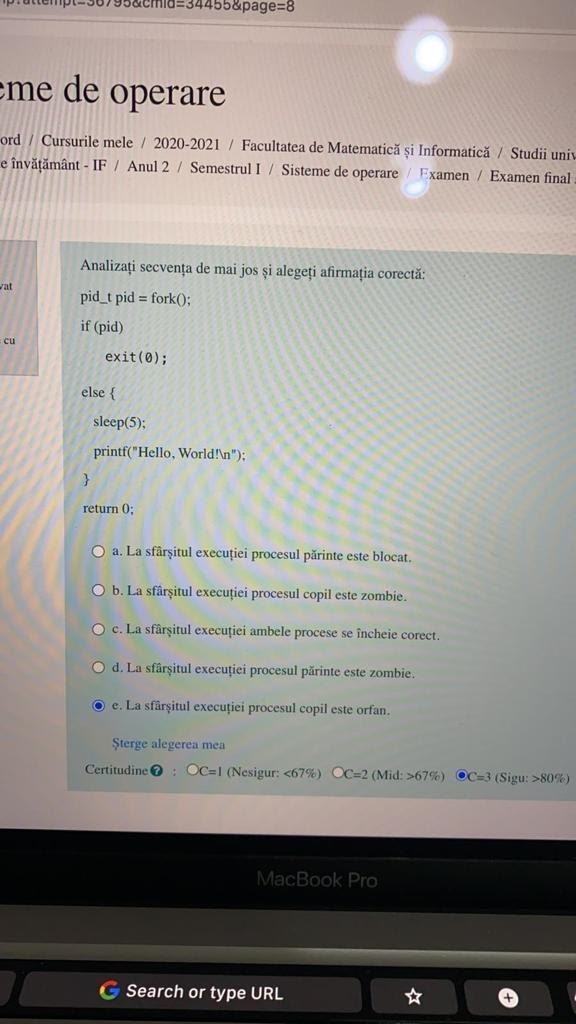 &cmid=34455&page=8
eme de operare
ord / Cursurile mele / 2020-2021 / Facultatea de Matematică și Informatică / Studii univ
e învățământ - IF / Anul 2 / Semestrul I / Sisteme de operare / Examen / Examen final
vat
cu
Analizați secvența de mai jos și alegeți afirmația corectă:
pid_t pid = fork();
if (pid)
exit(0);
else {
sleep(5);
printf("Hello, World!\n");
}
return 0;
a. La sfârșitul execuției procesul părinte este blocat.
b. La sfârșitul execuției procesul copil este zombie.
c. La sfârșitul execuției ambele procese se încheie corect.
d. La sfârșitul execuției procesul părinte este zombie.
e. La sfârșitul execuției procesul copil este orfan.
Șterge alegerea mea
Certitudine ? : C=1 (Nesigur: <67%) C=2 (Mid: >67%) C=3 (Sigu: >80%)
MacBook Pro
G Search or type URL